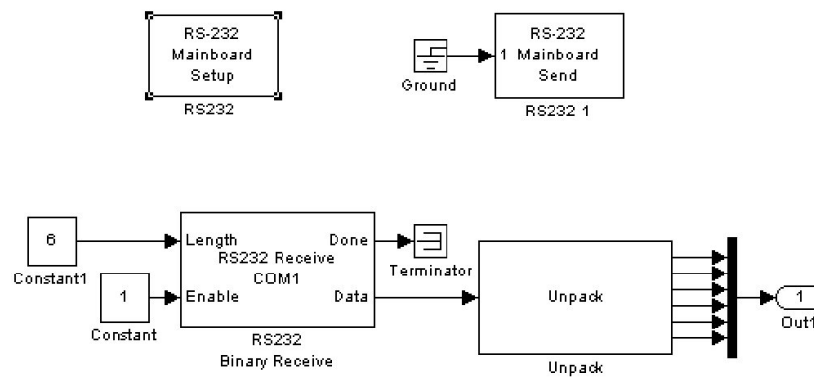 RS-232
Mainboard
Setup
RS232
Ground
1
RS-232
Mainboard
Send
RS232 1
6
Constant1
1
Constant
Length
Done
RS232 Receive
COM1
Enable
Data
RS232
Binary Receive
Terminator
Unpack
Unpack
1
Out1